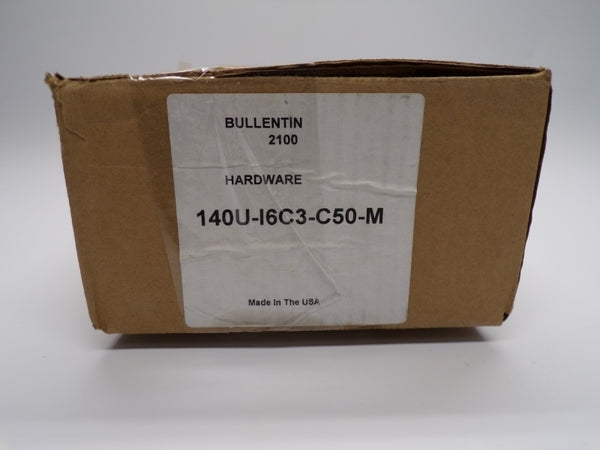 BULLENTIN
2100
HARDWARE
140U-I6C3-C50-M
Made In The USA